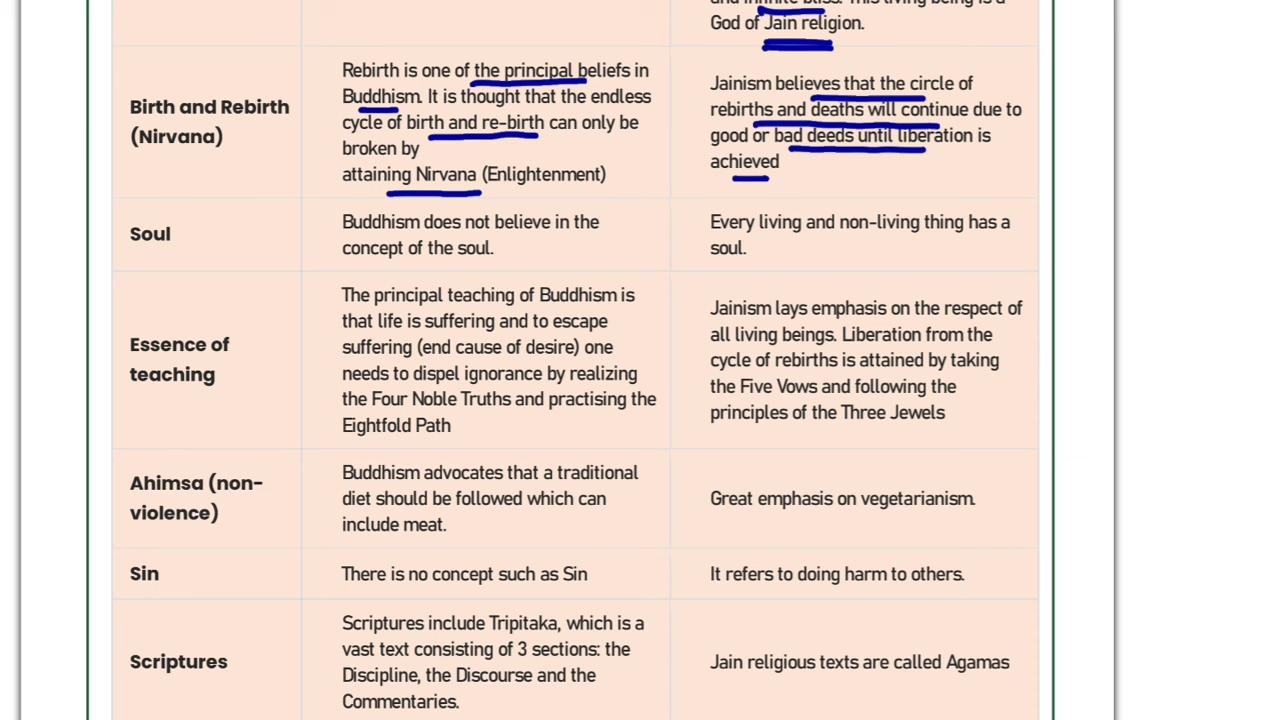 and infinite bliss. This living being is a
God of Jain religion.
Birth and Rebirth
(Nirvana)
Rebirth is one of the principal beliefs in
Buddhism. It is thought that the endless
cycle of birth and re-birth can only be
broken by
attaining Nirvana (Enlightenment)
Jainism believes that the circle of
rebirths and deaths will continue due to
good or bad deeds until liberation is
achieved
Soul
Buddhism does not believe in the
concept of the soul.
Every living and non-living thing has a
soul.
Essence of
teaching
The principal teaching of Buddhism is
that life is suffering and to escape
suffering (end cause of desire) one
needs to dispel ignorance by realizing
the Four Noble Truths and practising the
Eightfold Path
Jainism lays emphasis on the respect of
all living beings. Liberation from the
cycle of rebirths is attained by taking
the Five Vows and following the
principles of the Three Jewels
Ahimsa (non-
violence)
Buddhism advocates that a traditional
diet should be followed which can
include meat.
Great emphasis on vegetarianism.
Sin
There is no concept such as Sin
It refers to doing harm to others.
Scriptures
Scriptures include Tripitaka, which is a
vast text consisting of 3 sections: the
Discipline, the Discourse and the
Commentaries.
Jain religious texts are called Agamas